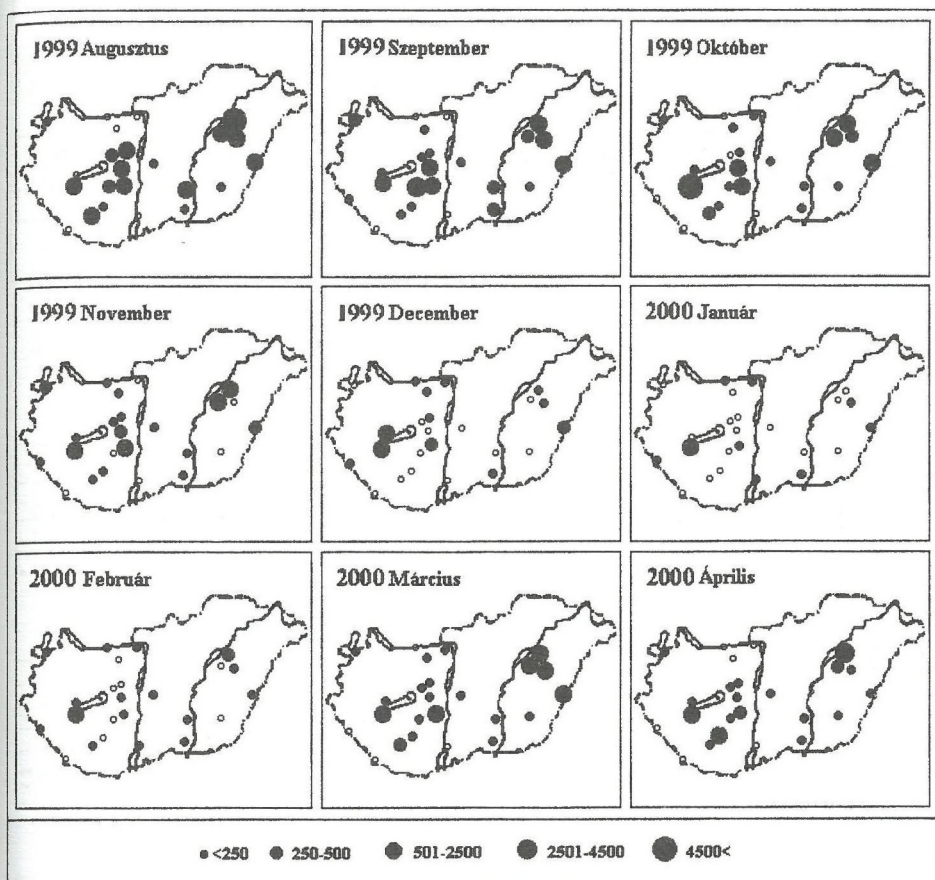 1999 Augusztus
1999 Szeptember
1999 Október
1999 November
1999 December
2000 Január
2000 Február
2000 Március
2000 Április
<250 250-500 501-2500 2501-4500 4500<